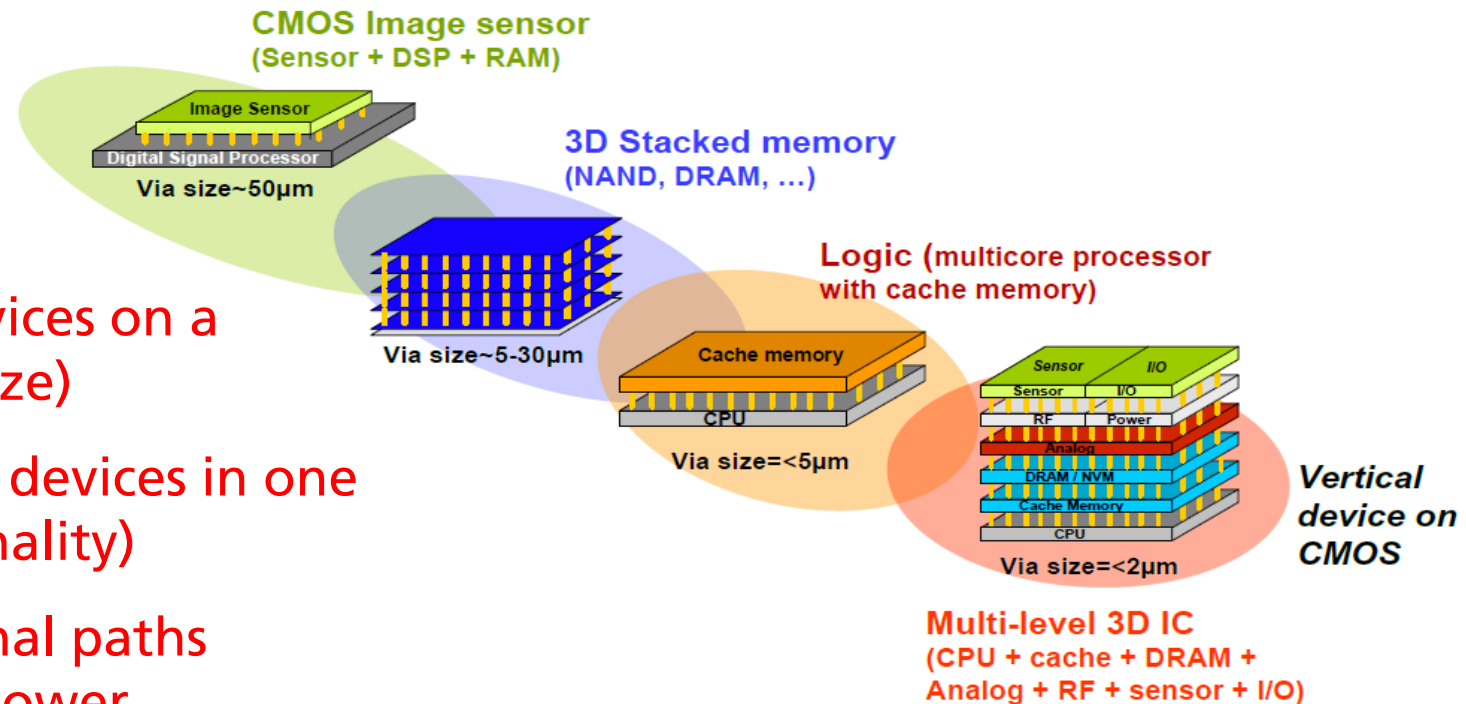 CMOS Image sensor
(Sensor + DSP + RAM)
Image Sensor
Digital Signal Processor
Via size~50µm
3D Stacked memory
(NAND, DRAM, …)
Via size~5-30µm
Logic (multicore processor
with cache memory)
Cache memory
CPU
Via size=<5µm
Sensor
I/O
Sensor
I/O
RF
Power
Analog
DRAM / NVM
Cache Memory
CPU
Via size=<2µm
Vertical
device on
CMOS
Multi-level 3D IC
(CPU + cache + DRAM +
Analog + RF + sensor + I/O)
vices on a
ze)
devices in one
nality)
nal paths
ower